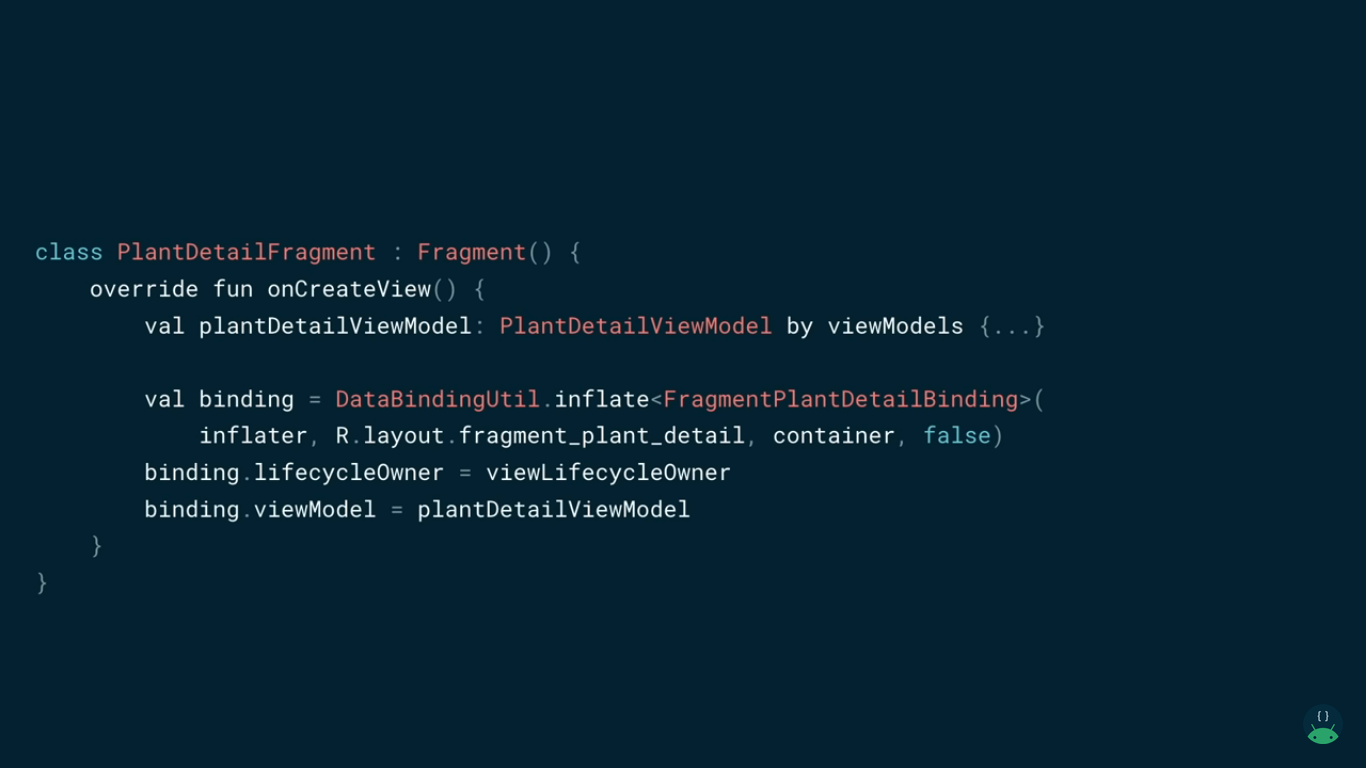 class PlantDetailFragment : Fragment() {
override fun onCreateView() {
val plantDetailViewModel: PlantDetailViewModel by viewModels {...}
val binding = DataBindingUtil.inflate<FragmentPlantDetailBinding>(
inflater, R.layout.fragment_plant_detail, container, false)
binding.lifecycleOwner = viewLifecycleOwner
binding.viewModel = plantDetailViewModel
}
}
{}